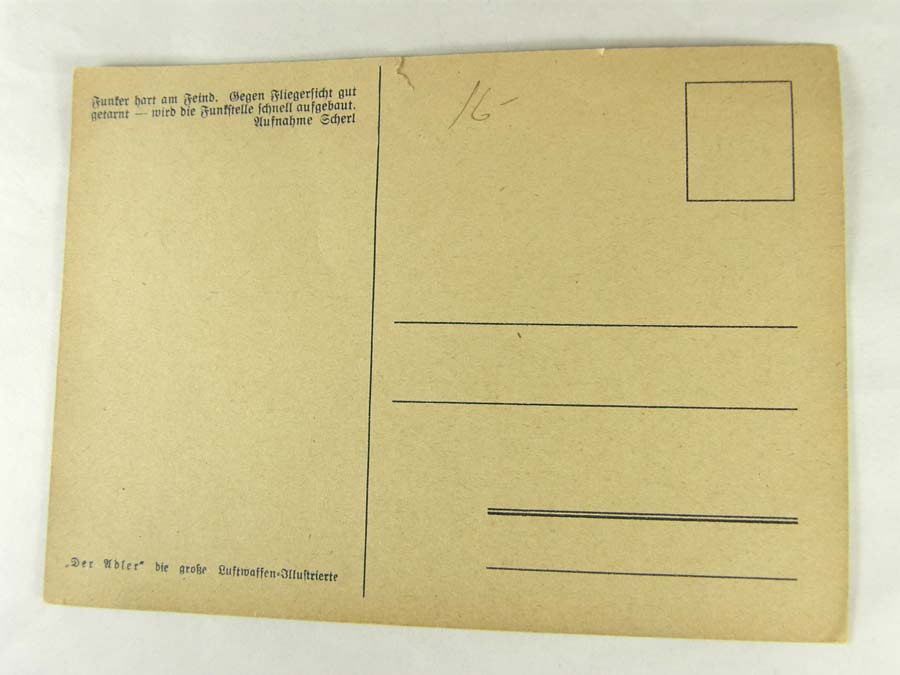 Funker hart am Feind. Gegen Fliegersicht gut
getarnt — wird die Funkstelle schnell aufgebaut.
Aufnahme Scherl
16-
„Der Adler" die große Luftwaffen-Illustrierte